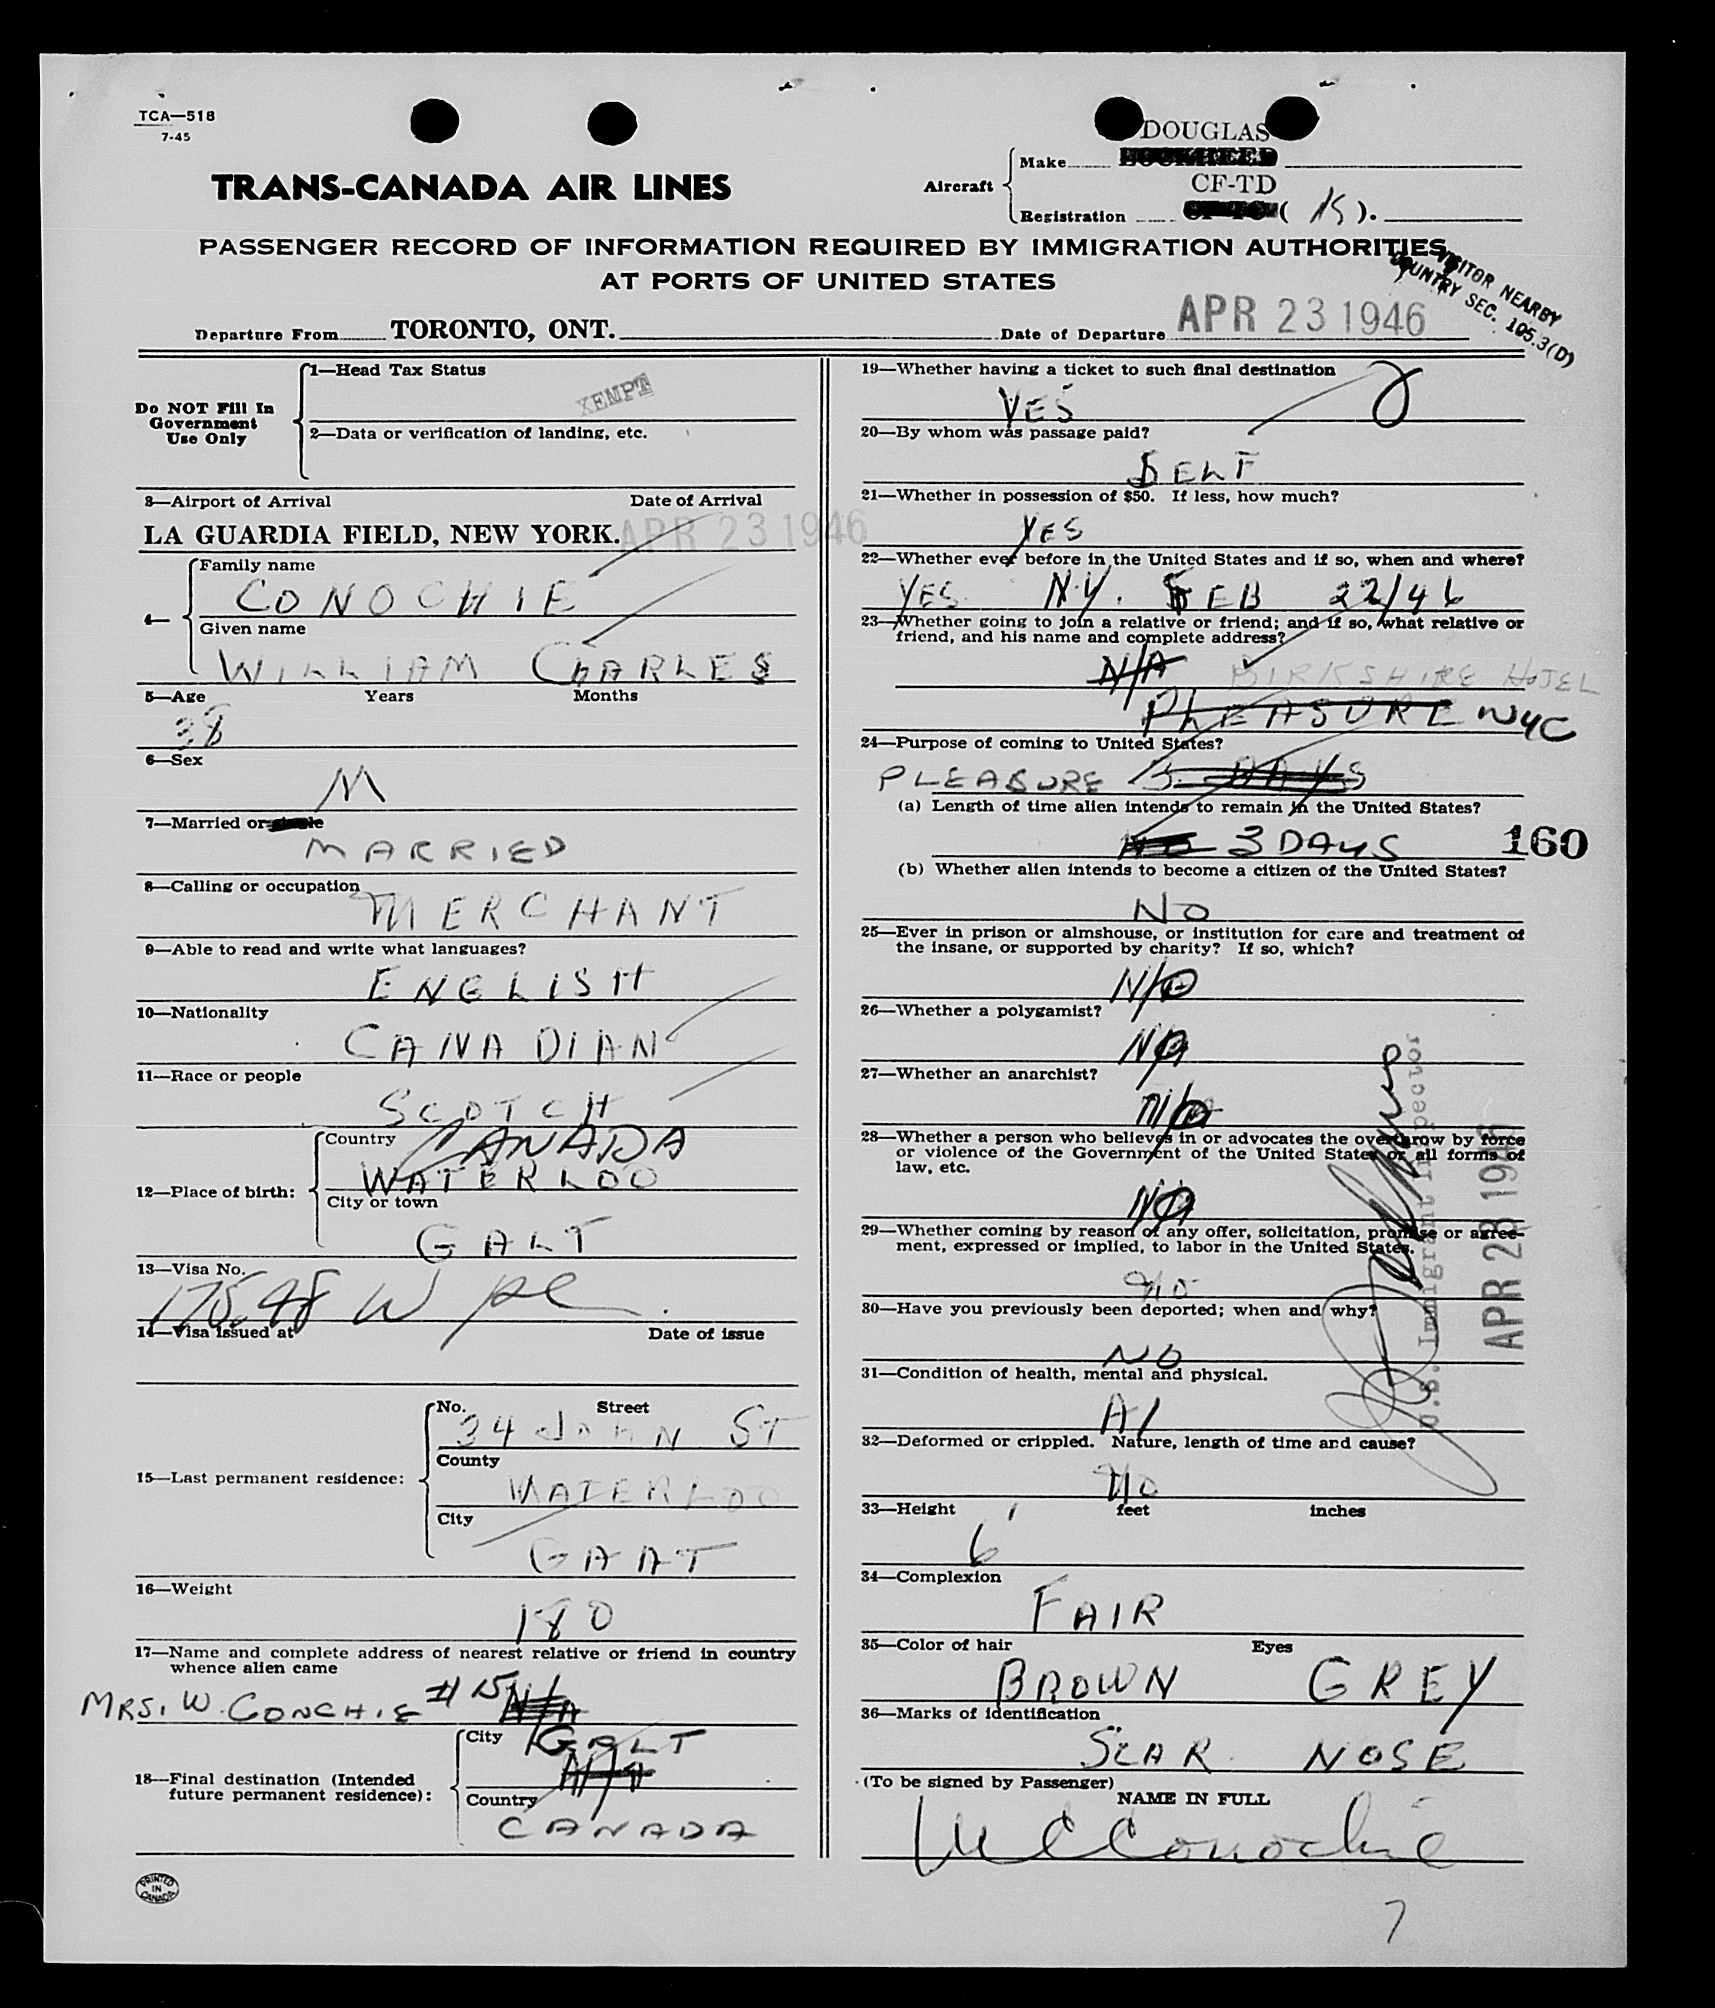 TCA—518
7-45
TRANS-CANADA AIR LINES
Aircraft
Make DOUGLAS
CF-TD
Registration ( ).
PASSENGER RECORD OF INFORMATION REQUIRED BY IMMIGRATION AUTHORITIES
AT PORTS OF UNITED STATES
VISITOR NEARBY
COUNTRY SEC. 105.3(D)
Departure From TORONTO, ONT. Date of Departure APR 23 1946
Do NOT Fill In
Government
Use Only
1—Head Tax Status
XEMPT
2—Data or verification of landing, etc.
3—Airport of Arrival Date of Arrival
LA GUARDIA FIELD, NEW YORK. APR 23 1946
4—
Family name
CONOCHIE
Given name
WILLIAM CHARLES
5—Age Years Months
38
6—Sex
M
7—Married or single
MARRIED
8—Calling or occupation
MERCHANT
9—Able to read and write what languages?
ENGLISH
10—Nationality
CANADIAN
11—Race or people
SCOTCH
12—Place of birth:
Country
CANADA
WATERLOO
City or town
GALT
13—Visa No.
17548 W
14—Visa issued at Date of issue
15—Last permanent residence:
No. Street
34 JOHN ST
County
WATERLOO
City
GALT
16—Weight
180
17—Name and complete address of nearest relative or friend in country
whence alien came
MRS. W. CONCHIE #15 N/A
18—Final destination (Intended
future permanent residence):
City GALT
N/A
Country
CANADA
PRINTED
IN
CANADA
19—Whether having a ticket to such final destination
YES
20—By whom was passage paid?
SELF
21—Whether in possession of $50. If less, how much?
YES
22—Whether ever before in the United States and if so, when and where?
YES. N.Y. FEB 22/46
23—Whether going to join a relative or friend; and if so, what relative or
friend, and his name and complete address?
N/A BIRKSHIRE HOTEL
PLEASURE NYC
24—Purpose of coming to United States?
PLEASURE 3 DAYS
(a) Length of time alien intends to remain in the United States?
NO 3 DAYS 160
(b) Whether alien intends to become a citizen of the United States?
NO
25—Ever in prison or almshouse, or institution for care and treatment of
the insane, or supported by charity? If so, which?
NO
26—Whether a polygamist?
NO
27—Whether an anarchist?
NO
28—Whether a person who believes in or advocates the overthrow by force
or violence of the Government of the United States or all forms of
law, etc.
NO
29—Whether coming by reason of any offer, solicitation, promise or agree-
ment, expressed or implied, to labor in the United States.
NO
30—Have you previously been deported; when and why?
NO
31—Condition of health, mental and physical.
A1
32—Deformed or crippled. Nature, length of time and cause?
NO
U.S. Immigrant Inspector
APR 23 1946
33—Height feet inches
6'
34—Complexion
FAIR
35—Color of hair Eyes
BROWN GREY
36—Marks of identification
SCAR NOSE
(To be signed by Passenger)
NAME IN FULL
W C Conochie
7